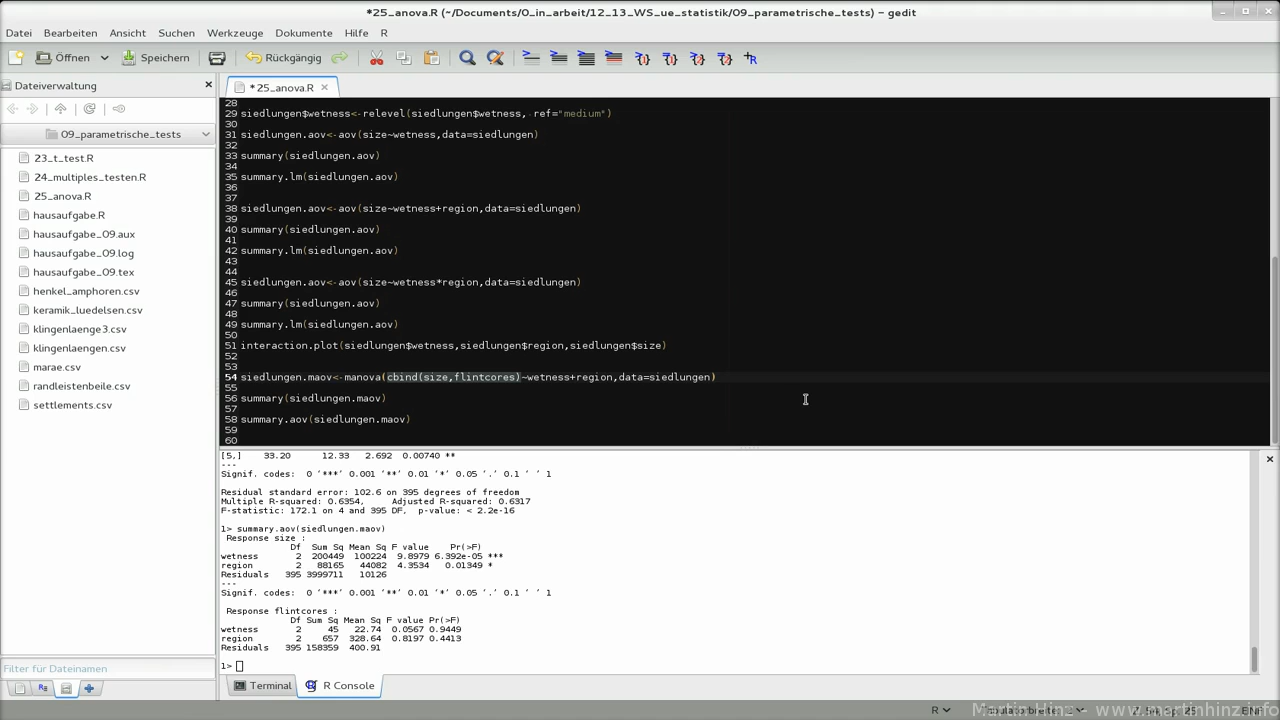 *25_anova.R (~/Documents/0_in_arbeit/12_13_WS_ue_statistik/09_parametrische_tests) – gedit
Datei Bearbeiten Ansicht Suchen Werkzeuge Dokumente Hilfe R
Öffnen Speichern Rückgängig
Dateiverwaltung
*25_anova.R
09_parametrische_tests
23_t_test.R
24_multiples_testen.R
25_anova.R
hausaufgabe.R
hausaufgabe_09.aux
hausaufgabe_09.log
hausaufgabe_09.tex
henkel_amphoren.csv
keramik_luedelsen.csv
klingenlaenge3.csv
klingenlaengen.csv
marae.csv
randleistenbeile.csv
settlements.csv
Filter für Dateinamen
28
29 siedlungen$wetness<-relevel(siedlungen$wetness, ref="medium")
30
31 siedlungen.aov<-aov(size~wetness,data=siedlungen)
32
33 summary(siedlungen.aov)
34
35 summary.lm(siedlungen.aov)
36
37
38 siedlungen.aov<-aov(size~wetness+region,data=siedlungen)
39
40 summary(siedlungen.aov)
41
42 summary.lm(siedlungen.aov)
43
44
45 siedlungen.aov<-aov(size~wetness*region,data=siedlungen)
46
47 summary(siedlungen.aov)
48
49 summary.lm(siedlungen.aov)
50
51 interaction.plot(siedlungen$wetness,siedlungen$region,siedlungen$size)
52
53
54 siedlungen.maov<-manova(cbind(size,flintcores)~wetness+region,data=siedlungen)
55
56 summary(siedlungen.maov)
57
58 summary.aov(siedlungen.maov)
59
60
[5,] 33.20 12.33 2.692 0.00740 **
---
Signif. codes: 0 '***' 0.001 '**' 0.01 '*' 0.05 '.' 0.1 ' ' 1
Residual standard error: 102.6 on 395 degrees of freedom
Multiple R-squared: 0.6354, Adjusted R-squared: 0.6317
F-statistic: 172.1 on 4 and 395 DF, p-value: < 2.2e-16
1> summary.aov(siedlungen.maov)
Response size :
Df Sum Sq Mean Sq F value Pr(>F)
wetness 2 200449 100224 9.8979 6.392e-05 ***
region 2 88165 44082 4.3534 0.01349 *
Residuals 395 3999711 10126
---
Signif. codes: 0 '***' 0.001 '**' 0.01 '*' 0.05 '.' 0.1 ' ' 1
Response flintcores :
Df Sum Sq Mean Sq F value Pr(>F)
wetness 2 45 22.74 0.0567 0.9449
region 2 657 328.64 0.8197 0.4413
Residuals 395 158359 400.91
1>
Terminal R Console
R
Martin Hinz - www.martinhinz.info